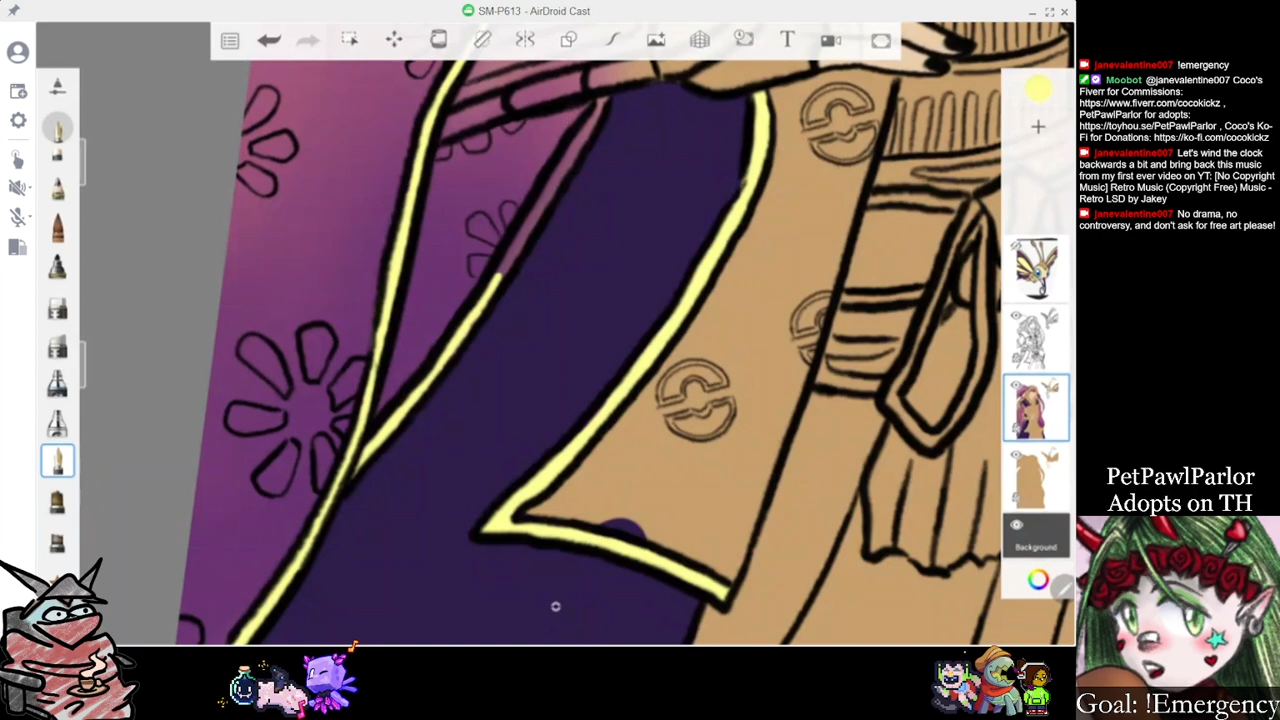 SM-P613 - AirDroid Cast
T
Background
janevalentine007 !emergency
Moobot @janevalentine007 Coco's
Fiverr for Commissions:
https://www.fiverr.com/cocokickz ,
PetPawlParlor for adopts:
https://toyhou.se/PetPawlParlor , Coco's Ko-
Fi for Donations: https://ko-fi.com/cocokickz
janevalentine007 Let's wind the clock
backwards a bit and bring back this music
from my first ever video on YT: [No Copyright
Music] Retro Music (Copyright Free) Music -
Retro LSD by Jakey
janevalentine007 No drama, no
controversy, and don't ask for free art please!
PetPawlParlor
Adopts on TH
Goal: !Emergency